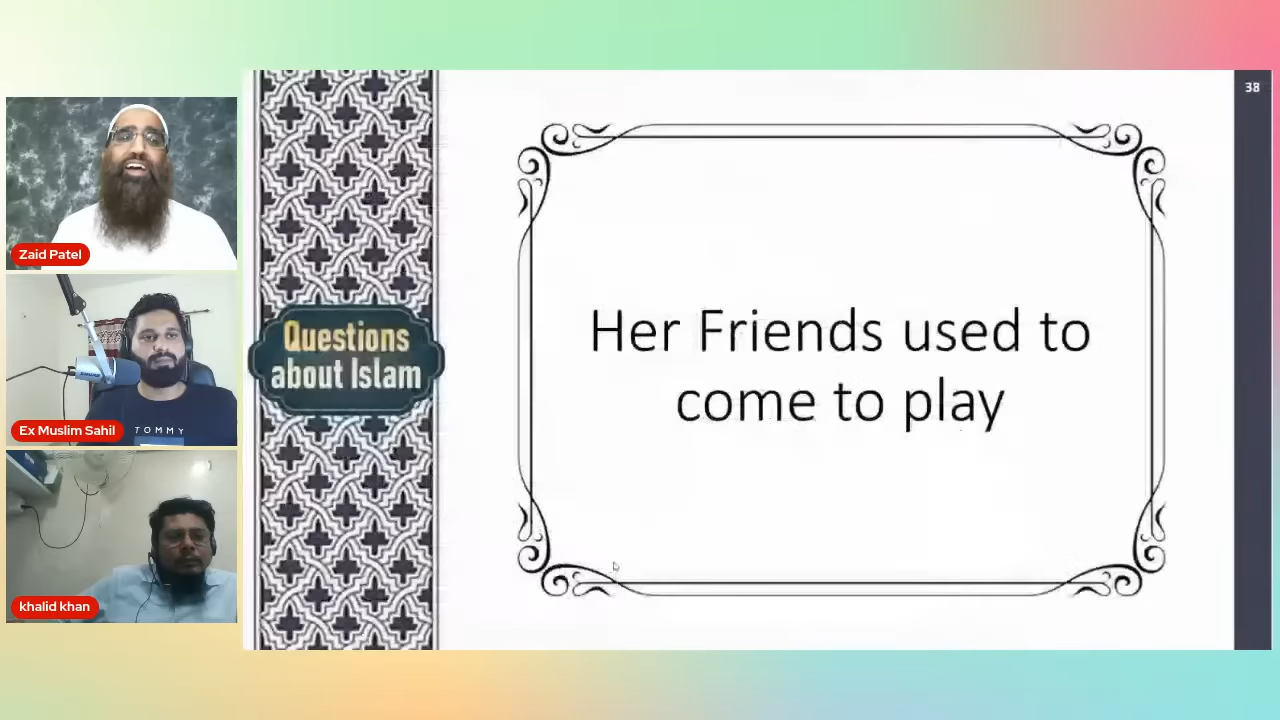 38
Zaid Patel
Ex Muslim Sahil
TOMMY
khalid khan
Questions
about Islam
Her Friends used to
come to play